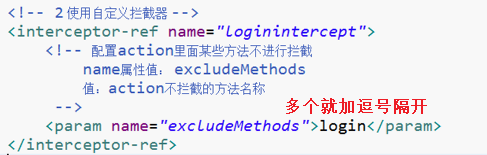 <!-- 2 使用自定义拦截器 -->
<interceptor-ref name="loginintercept">
<!-- 配置action里面某些方法不进行拦截
name属性值: excludeMethods
值: action不拦截的方法名称
-->
多个就加逗号隔开
<param name="excludeMethods">login</param>
</interceptor-ref>